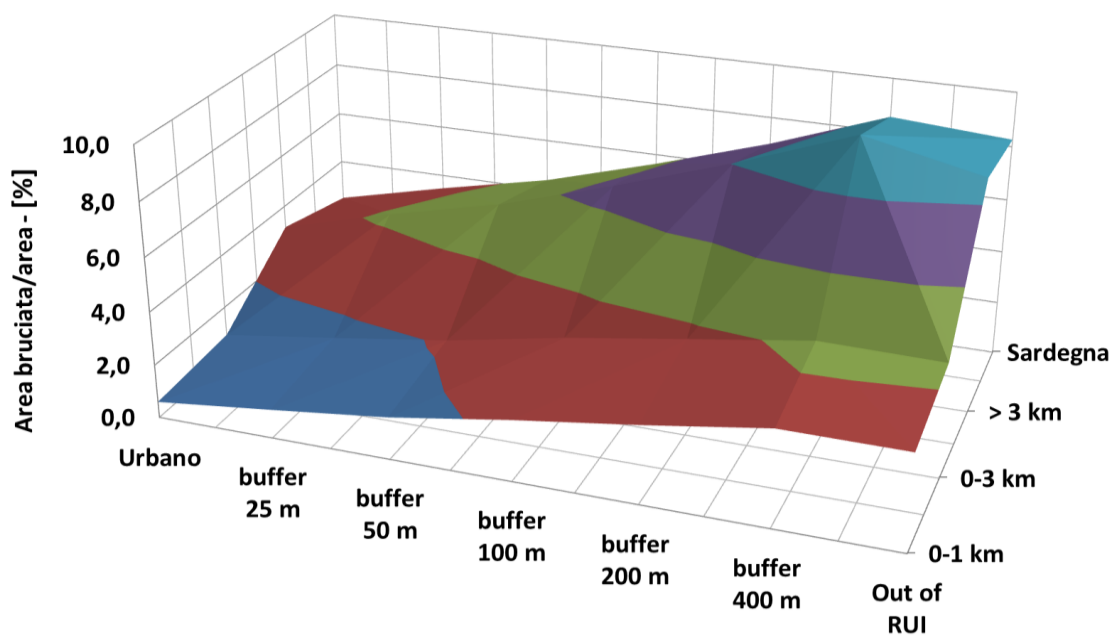 Area bruciata/area - [%]
10,0
8,0
6,0
4,0
2,0
0,0
Urbano
buffer
25 m
buffer
50 m
buffer
100 m
buffer
200 m
buffer
400 m
Out of
RUI
0-1 km
0-3 km
> 3 km
Sardegna